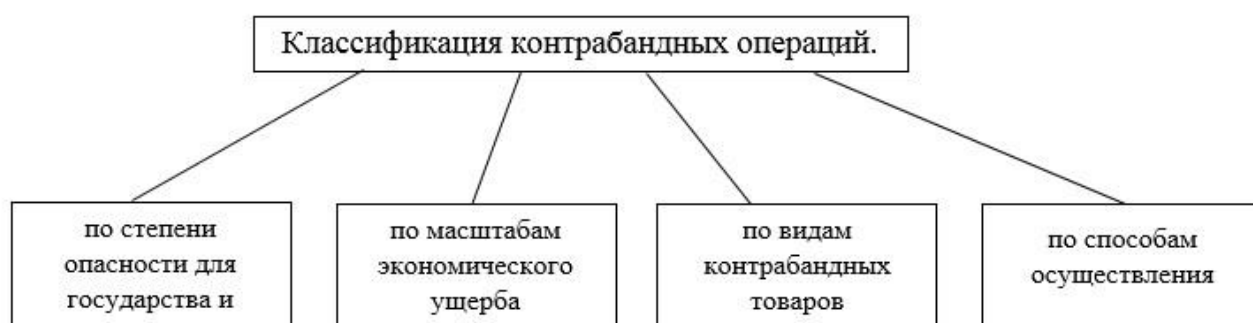 Классификация контрабандных операций.
по степени
опасности для
государства и
по масштабам
экономического
ущерба
по видам
контрабандных
товаров
по способам
осуществления